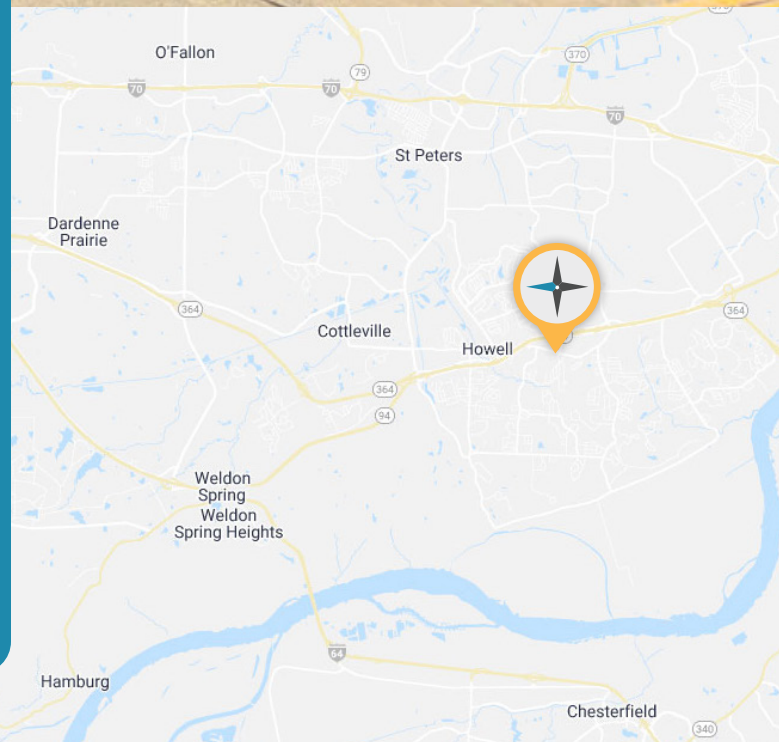 370
O'Fallon
370
79
70
70
70
St Peters
Dardenne
Prairie
364
364
Cottleville
Howell
364
94
Weldon
Spring
Weldon
Spring Heights
64
Hamburg
Chesterfield
340